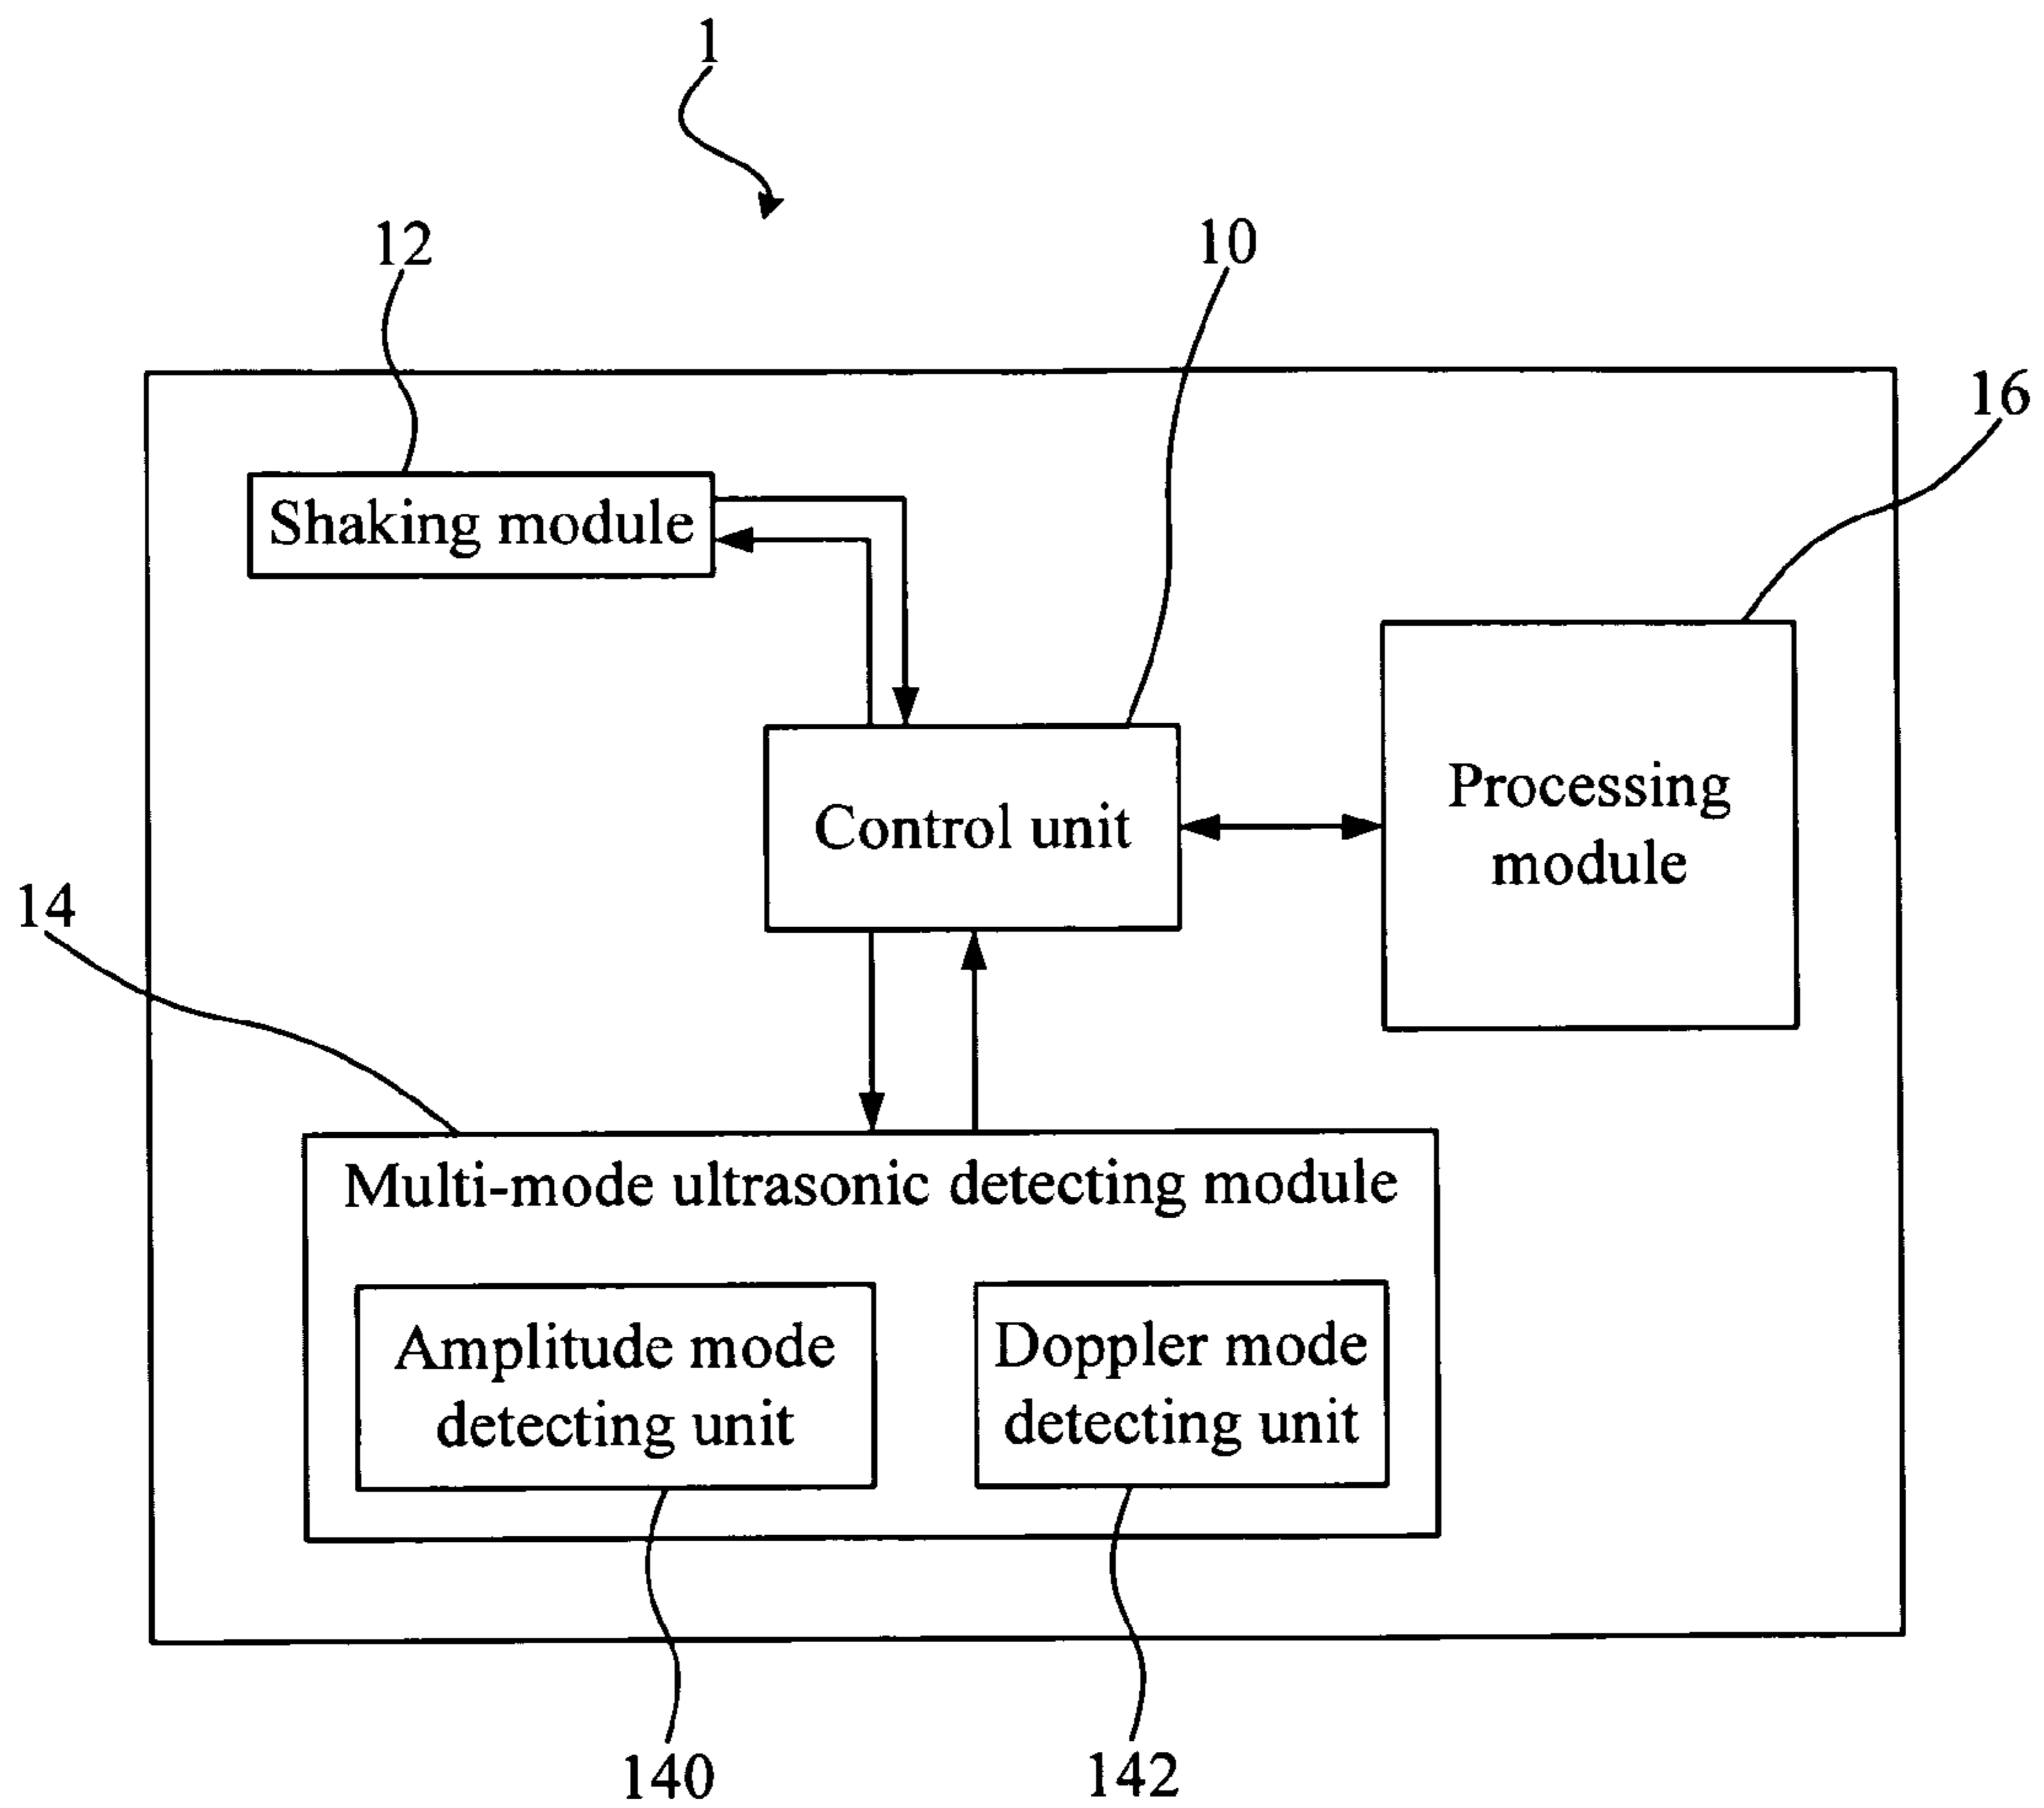 1
12
10
16
Shaking module
Processing
module
Control unit
14
Multi-mode ultrasonic detecting module
Amplitude mode
detecting unit
Doppler mode
detecting unit
140
142